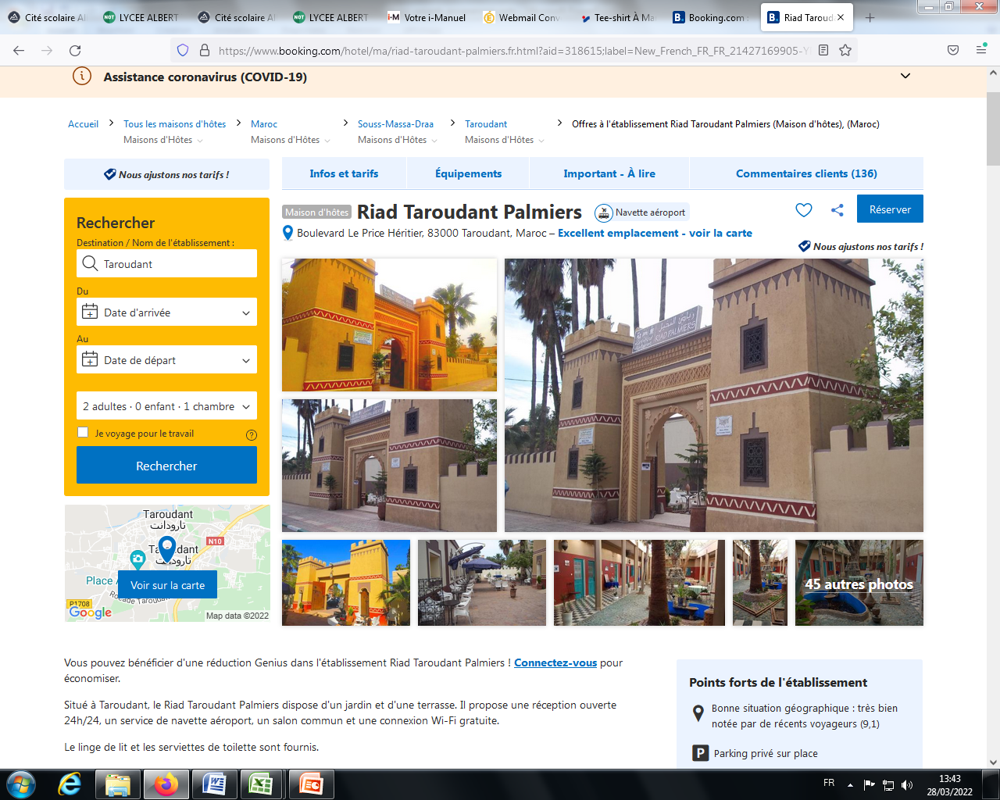 Cité scolaire Al
LYCEE ALBERT
Cité scolaire Al
LYCEE ALBERT
Votre i-Manuel
Webmail Conv
Tee-shirt À Ma
Booking.com :
Riad Taroud
https://www.booking.com/hotel/ma/riad-taroudant-palmiers.fr.html?aid=318615;label=New_French_FR_FR_21427169905-Y
Assistance coronavirus (COVID-19)
Accueil
Tous les maisons d'hôtes
Maroc
Souss-Massa-Draa
Taroudant
Offres à l'établissement Riad Taroudant Palmiers (Maison d'hôtes), (Maroc)
Maisons d'Hôtes
Maisons d'Hôtes
Maisons d'Hôtes
Maisons d'Hôtes
Nous ajustons nos tarifs !
Infos et tarifs
Équipements
Important - À lire
Commentaires clients (136)
Rechercher
Destination / Nom de l'établissement :
Taroudant
Du
Date d'arrivée
Au
Date de départ
2 adultes · 0 enfant · 1 chambre
Je voyage pour le travail
Rechercher
Maison d'hôtes
Riad Taroudant Palmiers
Navette aéroport
Réserver
Boulevard Le Price Héritier, 83000 Taroudant, Maroc – Excellent emplacement - voir la carte
Nous ajustons nos tarifs !
RIAD PALMIERS
45 autres photos
Taroudant
تارودانت
N10
Taroudant
تارودانت
Place A
Voir sur la carte
Rocade Taroudan
P1708
Google
Map data ©2022
Vous pouvez bénéficier d'une réduction Genius dans l'établissement Riad Taroudant Palmiers ! Connectez-vous pour
économiser.
Situé à Taroudant, le Riad Taroudant Palmiers dispose d'un jardin et d'une terrasse. Il propose une réception ouverte
24h/24, un service de navette aéroport, un salon commun et une connexion Wi-Fi gratuite.
Le linge de lit et les serviettes de toilette sont fournis.
Points forts de l'établissement
Bonne situation géographique : très bien
notée par de récents voyageurs (9,1)
Parking privé sur place
FR
13:43
28/03/2022